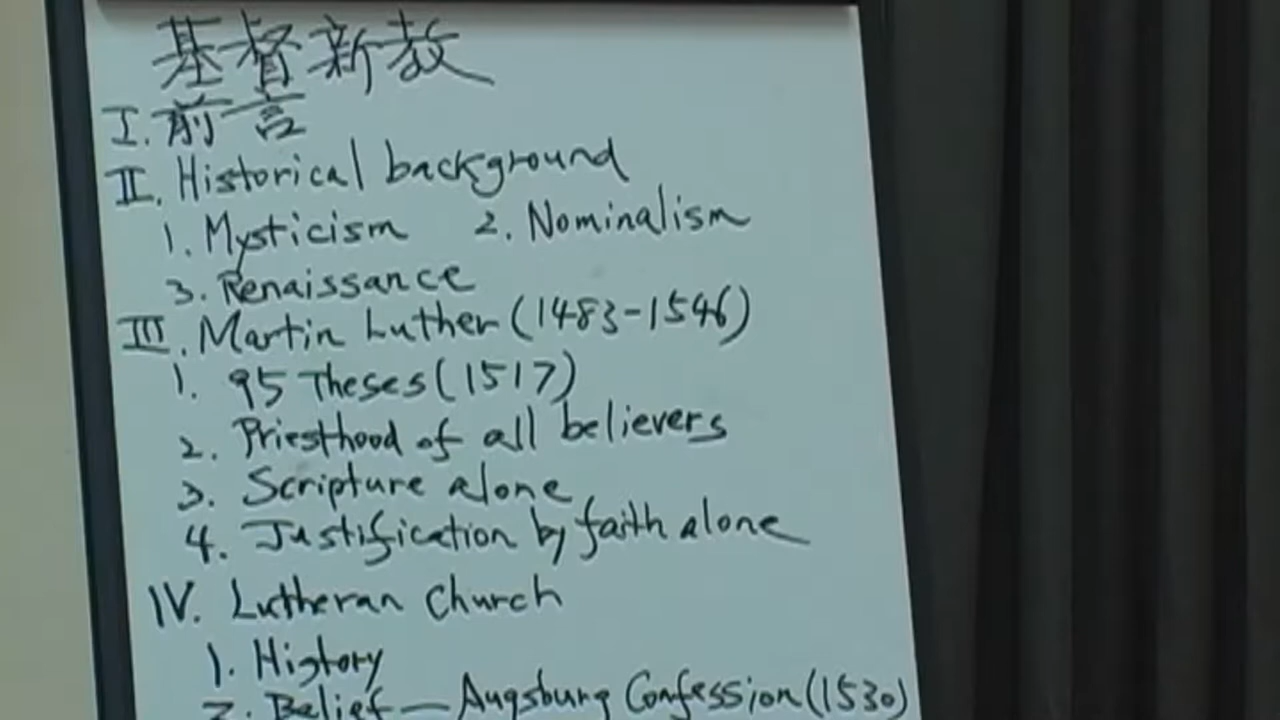 基督新教
I. 前言
II. Historical background
1. Mysticism 2. Nominalism
3. Renaissance
III. Martin Luther (1483-1546)
1. 95 Theses (1517)
2. Priesthood of all believers
3. Scripture alone
4. Justification by faith alone
IV. Lutheran Church
1. History
2. Belief — Augsburg Confession (1530)